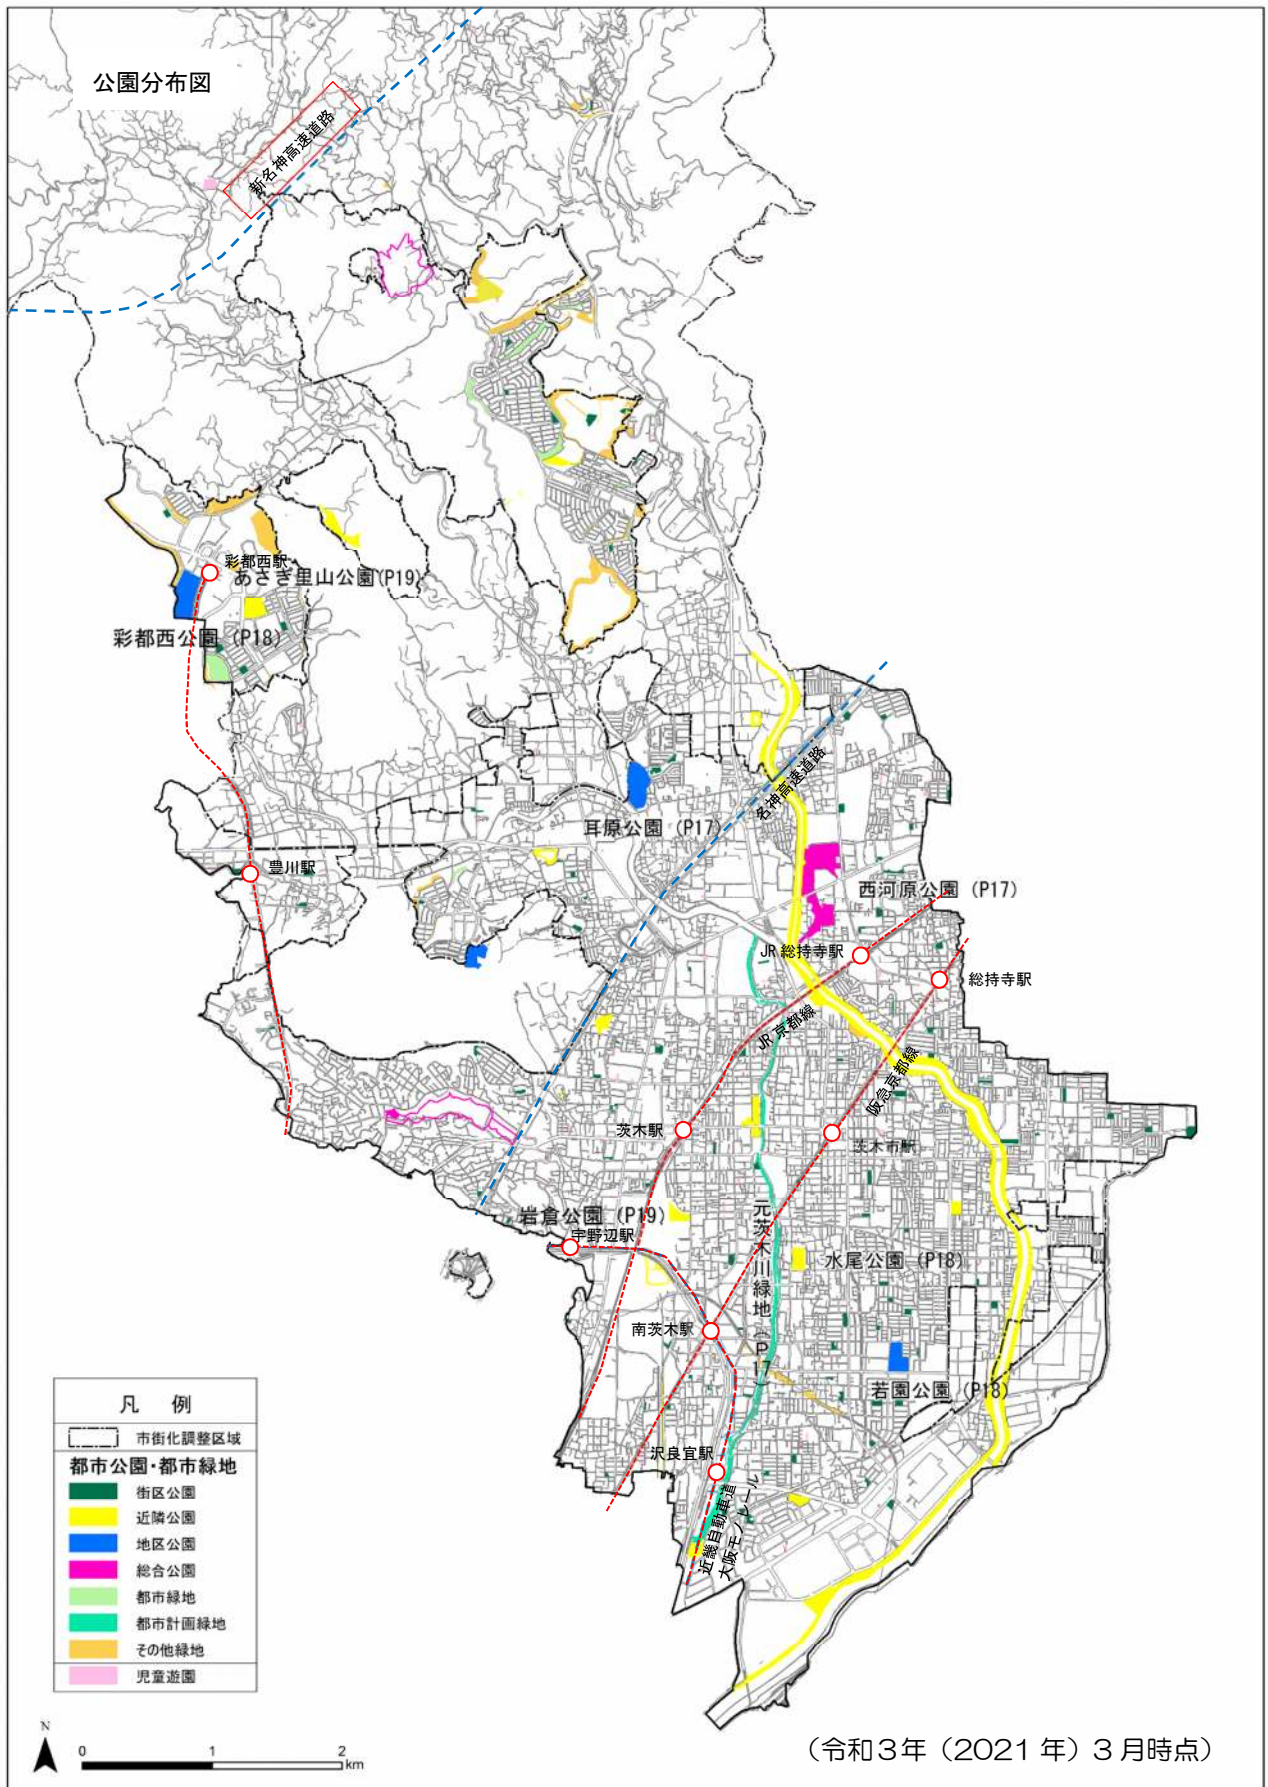 公園分布図
新名神高速道路
彩都西駅
あさぎ里山公園(P19)
彩都西公園（P18）
名神高速道路
耳原公園（P17）
豊川駅
西河原公園（P17）
JR 総持寺駅
総持寺駅
JR 京都線
阪急京都線
茨木駅
茨木市駅
岩倉公園（P19）
宇野辺駅
元茨木川緑地（P17）
水尾公園（P18）
南茨木駅
若園公園（P18）
沢良宜駅
近畿自動車道
大阪モノレール
凡 例
市街化調整区域
都市公園・都市緑地
街区公園
近隣公園
地区公園
総合公園
都市緑地
都市計画緑地
その他緑地
児童遊園
N
0 1 2
km
（令和３年（2021 年）３月時点）